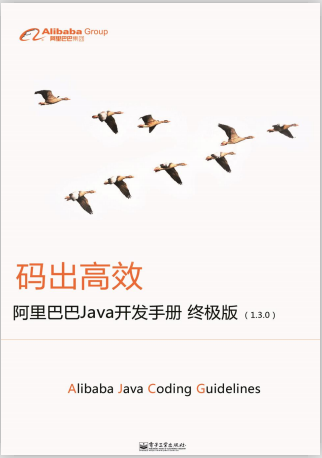 Alibaba Group
阿里巴巴集团
码出高效
阿里巴巴Java开发手册 终极版 （1.3.0）
Alibaba Java Coding Guidelines
电子工业出版社